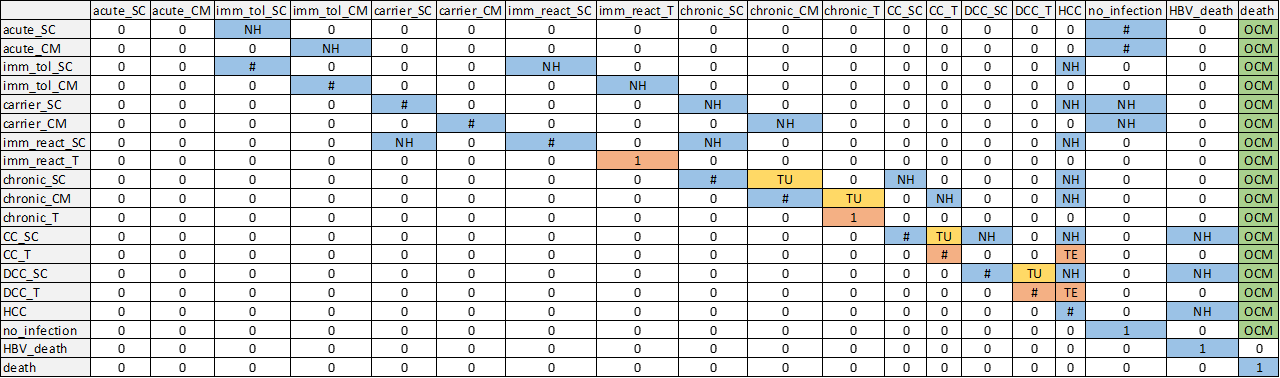 acute_SC acute_CM imm_tol_SC imm_tol_CM carrier_SC carrier_CM imm_react_SC imm_react_T chronic_SC chronic_CM chronic_T CC_SC CC_T DCC_SC DCC_T HCC no_infection HBV_death death
acute_SC 0 0 NH 0 0 0 0 0 0 0 0 0 0 0 0 0 # 0 OCM
acute_CM 0 0 0 NH 0 0 0 0 0 0 0 0 0 0 0 0 # 0 OCM
imm_tol_SC 0 0 # 0 0 0 NH 0 0 0 0 0 0 0 0 NH 0 0 OCM
imm_tol_CM 0 0 0 # 0 0 0 NH 0 0 0 0 0 0 0 NH 0 0 OCM
carrier_SC 0 0 0 0 # 0 0 0 NH 0 0 0 0 0 0 NH NH 0 OCM
carrier_CM 0 0 0 0 0 # 0 0 0 NH 0 0 0 0 0 NH NH 0 OCM
imm_react_SC 0 0 0 0 NH 0 # 0 NH 0 0 0 0 0 0 NH 0 0 OCM
imm_react_T 0 0 0 0 0 0 0 1 0 0 0 0 0 0 0 0 0 0 OCM
chronic_SC 0 0 0 0 0 0 0 0 # TU 0 NH 0 0 0 NH 0 0 OCM
chronic_CM 0 0 0 0 0 0 0 0 0 # TU 0 NH 0 0 NH 0 0 OCM
chronic_T 0 0 0 0 0 0 0 0 0 0 1 0 0 0 0 0 0 0 OCM
CC_SC 0 0 0 0 0 0 0 0 0 0 0 # TU NH 0 NH 0 NH OCM
CC_T 0 0 0 0 0 0 0 0 0 0 0 0 # 0 0 TE 0 0 OCM
DCC_SC 0 0 0 0 0 0 0 0 0 0 0 0 0 # TU NH 0 NH OCM
DCC_T 0 0 0 0 0 0 0 0 0 0 0 0 0 0 # TE 0 0 OCM
HCC 0 0 0 0 0 0 0 0 0 0 0 0 0 0 0 # 0 NH OCM
no_infection 0 0 0 0 0 0 0 0 0 0 0 0 0 0 0 0 1 0 OCM
HBV_death 0 0 0 0 0 0 0 0 0 0 0 0 0 0 0 0 0 1 0
death 0 0 0 0 0 0 0 0 0 0 0 0 0 0 0 0 0 0 1